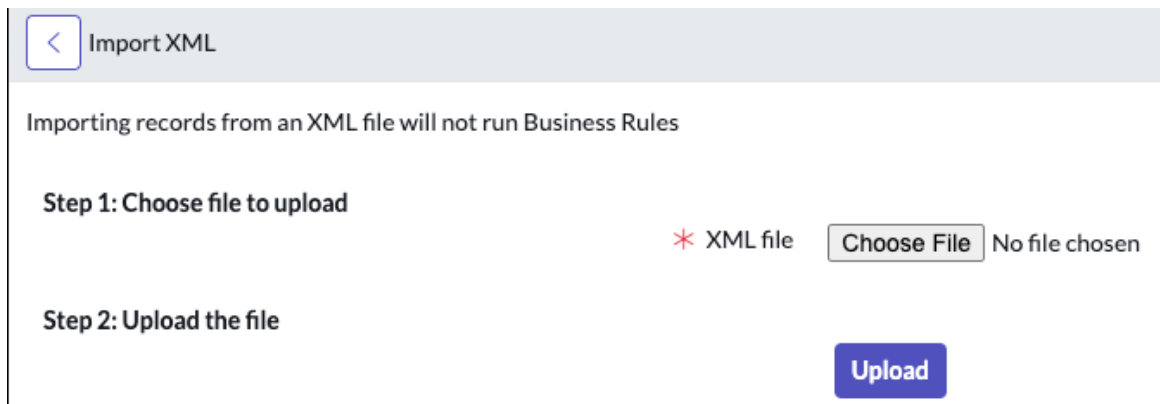 Import XML
Importing records from an XML file will not run Business Rules
Step 1: Choose file to upload
* XML file Choose File No file chosen
Step 2: Upload the file
Upload